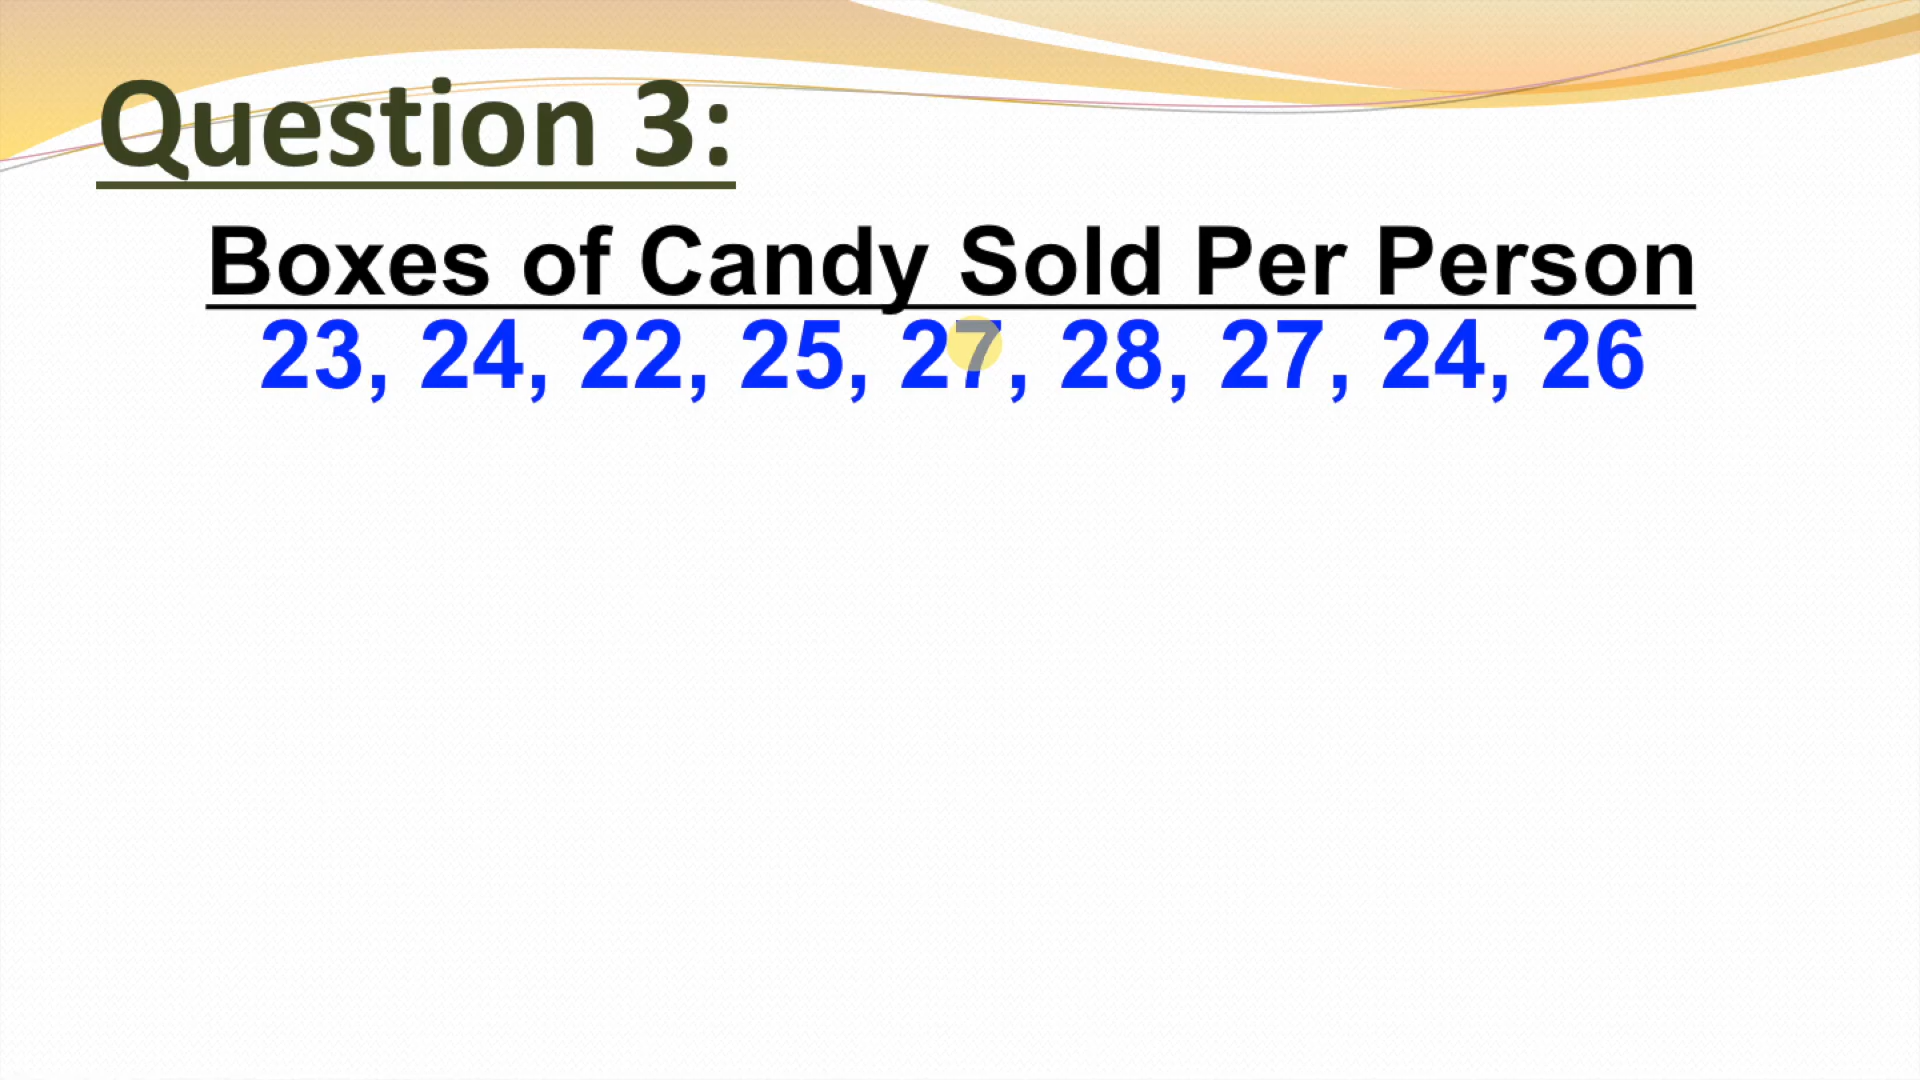 Question 3:
Boxes of Candy Sold Per Person
23, 24, 22, 25, 27, 28, 27, 24, 26